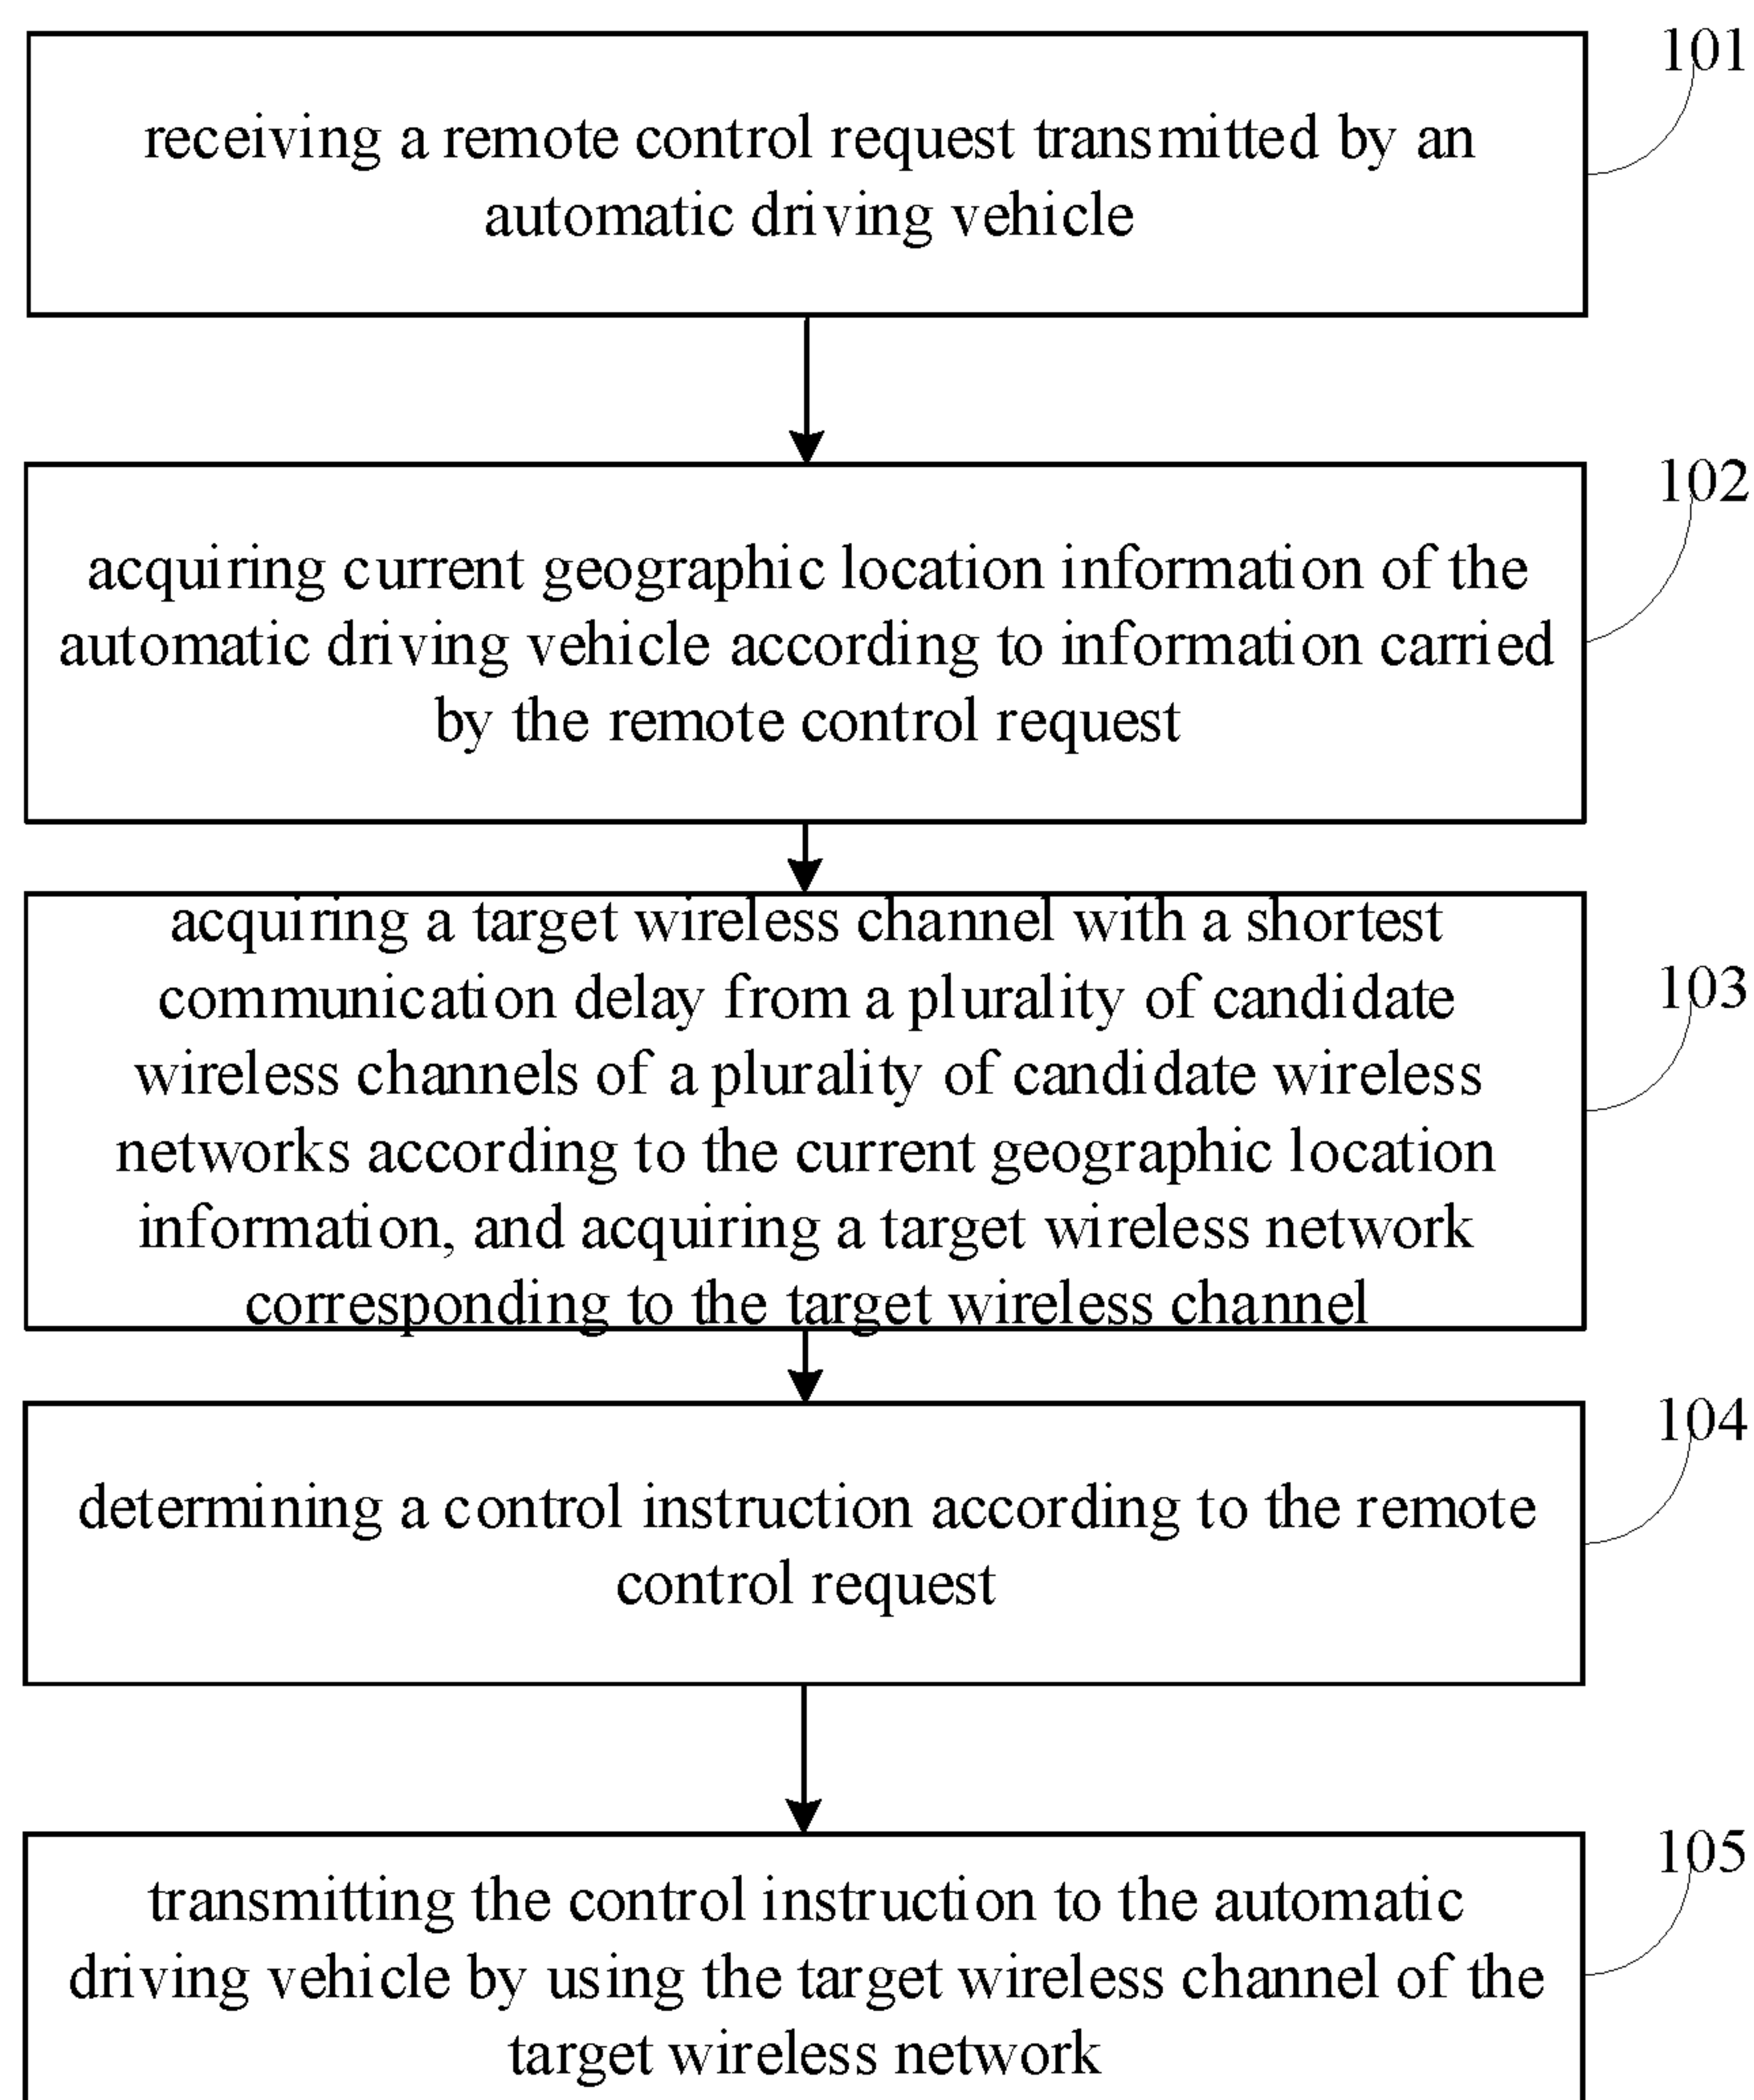 101
receiving a remote control request transmitted by an
automatic driving vehicle
102
acquiring current geographic location information of the
automatic driving vehicle according to information carried
by the remote control request
acquiring a target wireless channel with a shortest
communication delay from a plurality of candidate
103
wireless channels of a plurality of candidate wireless
networks according to the current geographic location
information, and acquiring a target wireless network
corresponding to the target wireless channel
104
determining a control instruction according to the remote
control request
105
transmitting the control instruction to the automatic
driving vehicle by using the target wireless channel of the
target wireless network